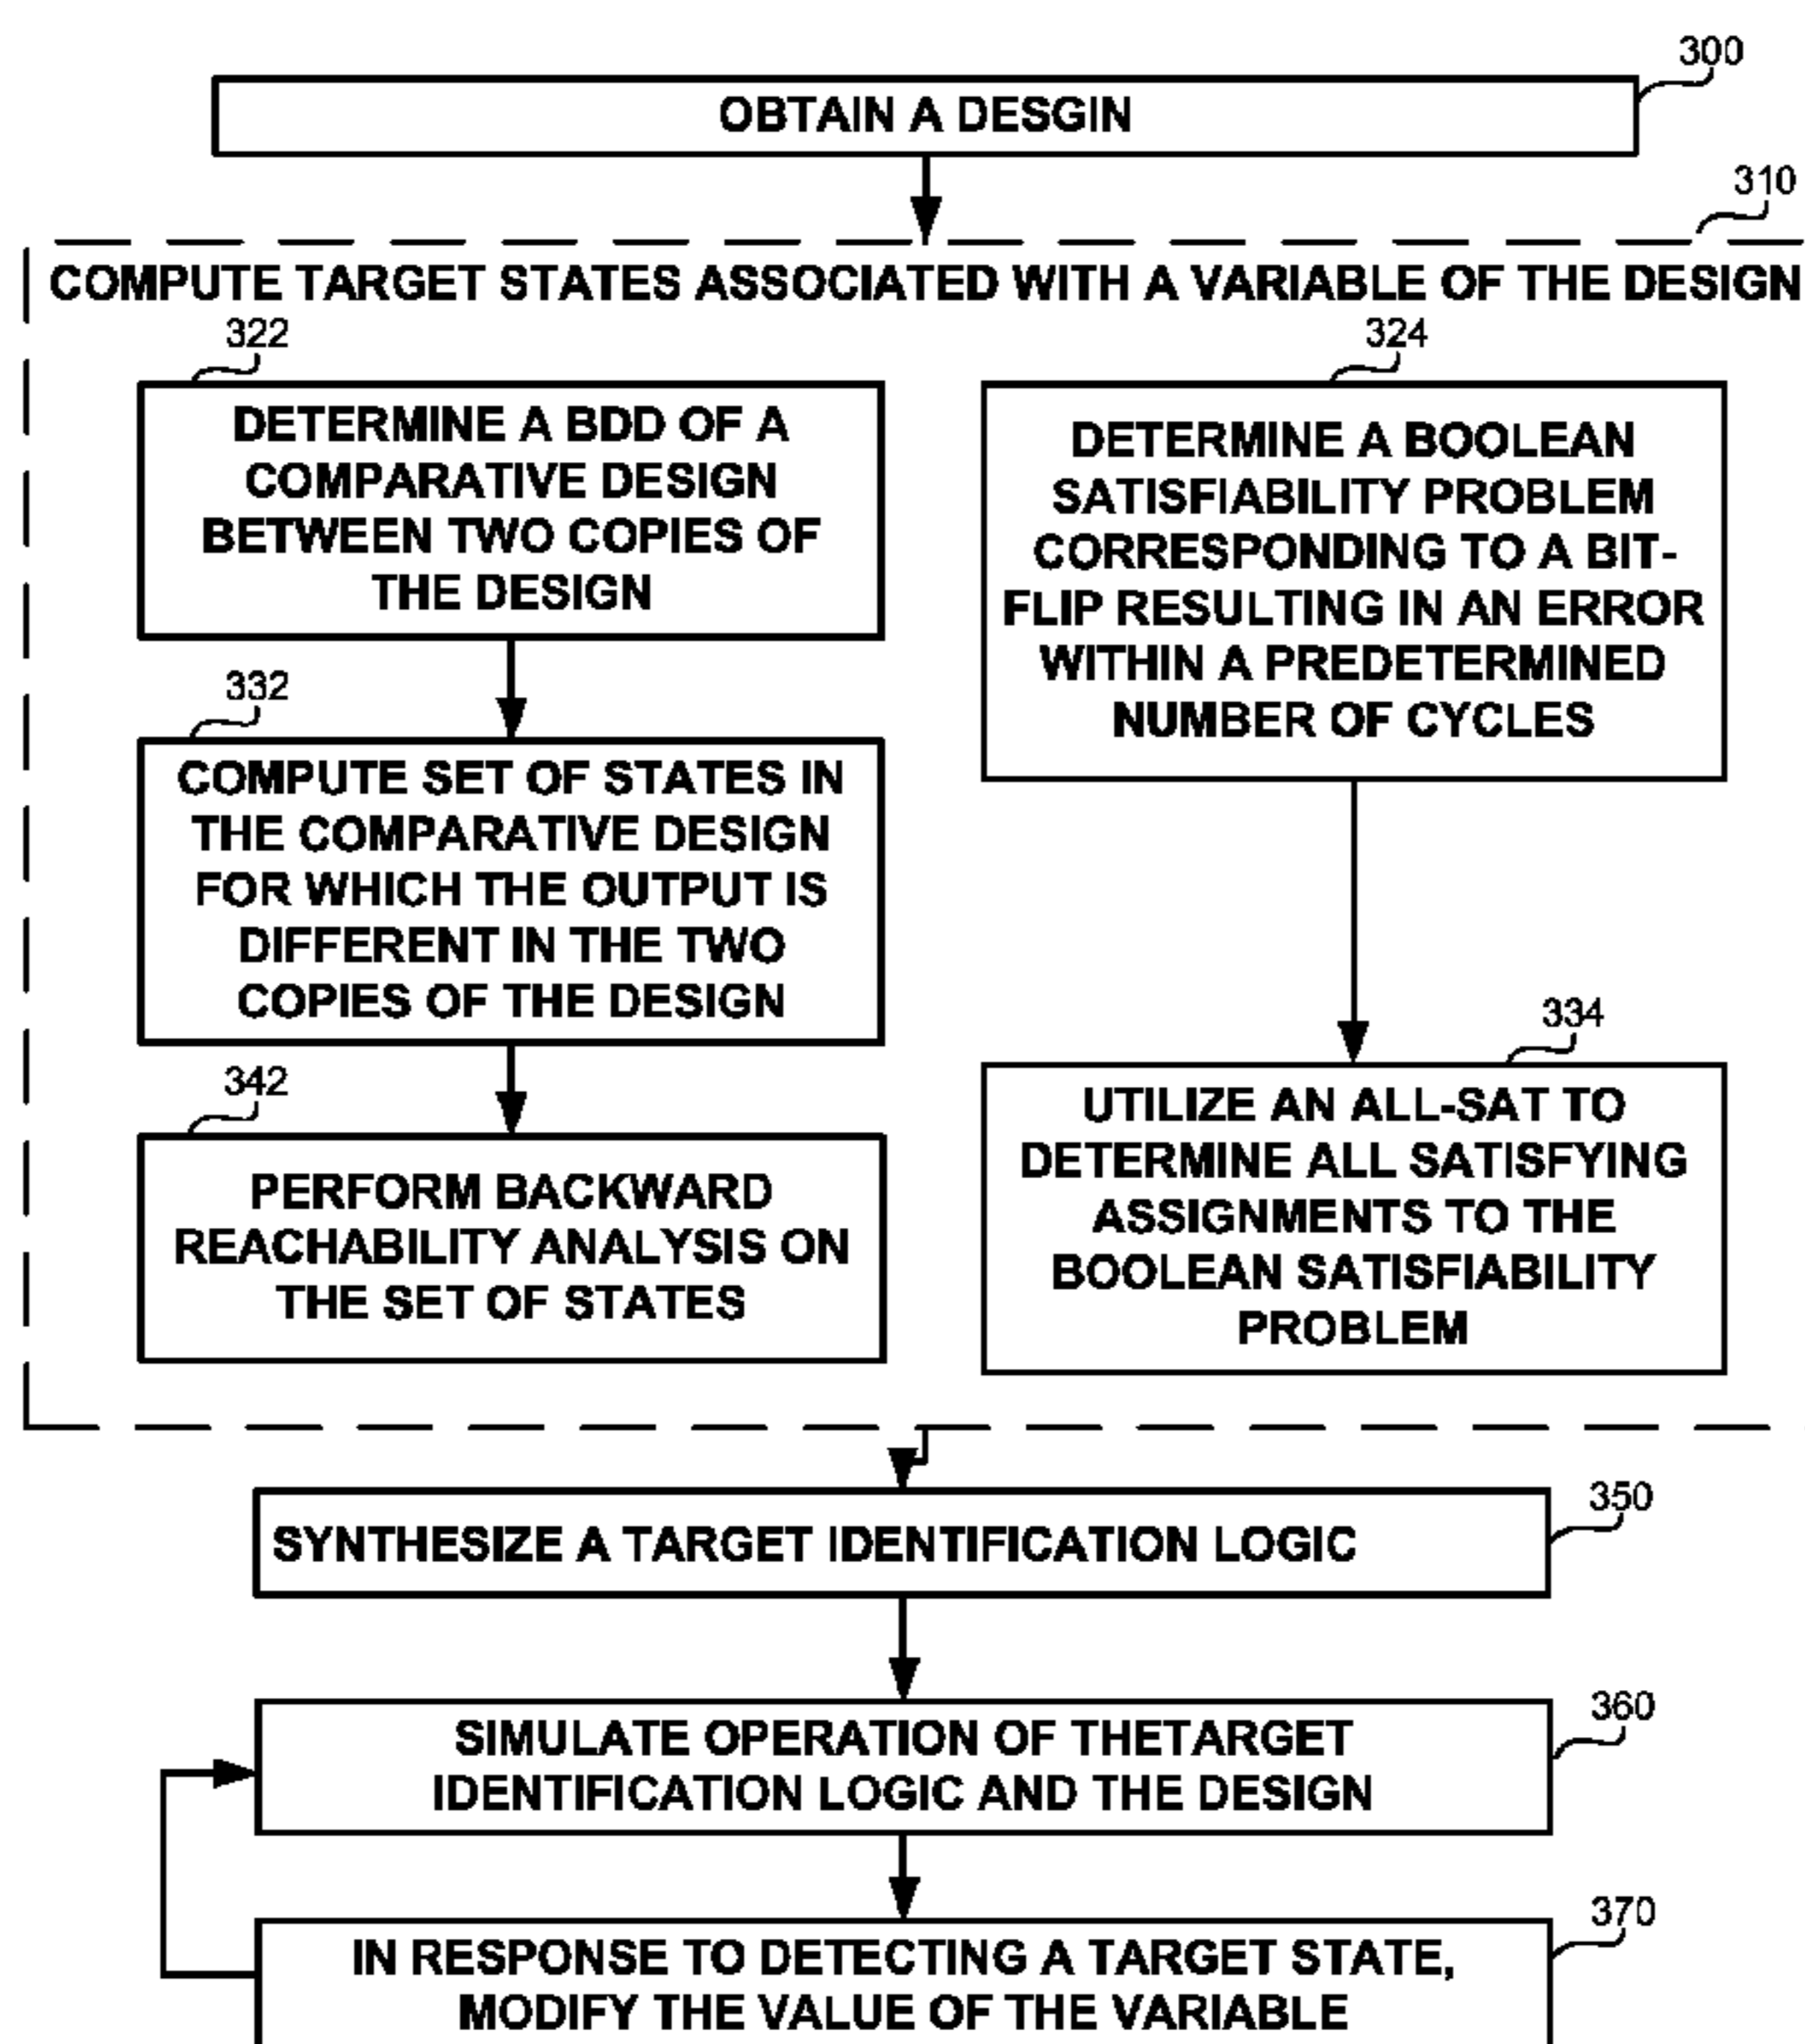 300
OBTAIN A DESGIN
310
COMPUTE TARGET STATES ASSOCIATED WITH A VARIABLE OF THE DESIGN
322
DETERMINE A BDD OF A
COMPARATIVE DESIGN
BETWEEN TWO COPIES OF
THE DESIGN
332
COMPUTE SET OF STATES IN
THE COMPARATIVE DESIGN
FOR WHICH THE OUTPUT IS
DIFFERENT IN THE TWO
COPIES OF THE DESIGN
342
PERFORM BACKWARD
REACHABILITY ANALYSIS ON
THE SET OF STATES
324
DETERMINE A BOOLEAN
SATISFIABILITY PROBLEM
CORRESPONDING TO A BIT-
FLIP RESULTING IN AN ERROR
WITHIN A PREDETERMINED
NUMBER OF CYCLES
334
UTILIZE AN ALL-SAT TO
DETERMINE ALL SATISFYING
ASSIGNMENTS TO THE
BOOLEAN SATISFIABILITY
PROBLEM
350
SYNTHESIZE A TARGET IDENTIFICATION LOGIC
360
SIMULATE OPERATION OF THETARGET
IDENTIFICATION LOGIC AND THE DESIGN
370
IN RESPONSE TO DETECTING A TARGET STATE,
MODIFY THE VALUE OF THE VARIABLE